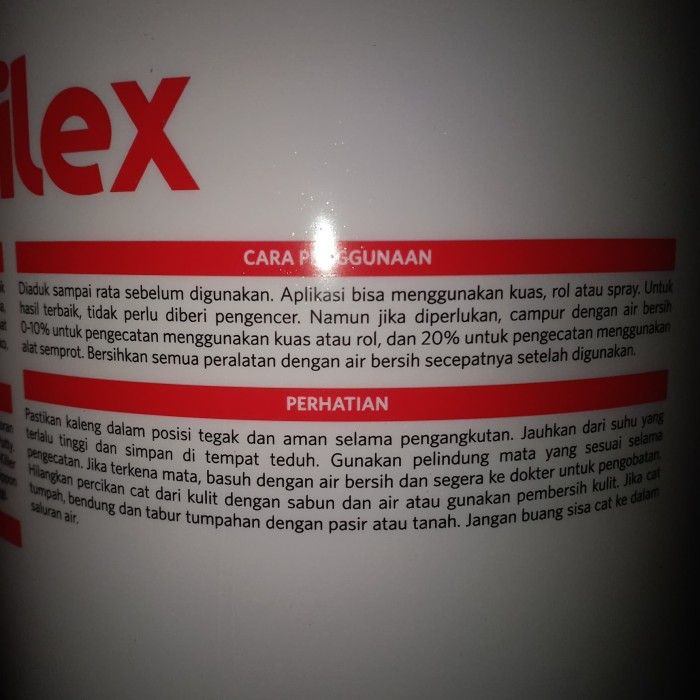 ilex
CARA PENGGUNAAN
Diaduk sampai rata sebelum digunakan. Aplikasi bisa menggunakan kuas, rol atau spray. Untuk
hasil terbaik, tidak perlu diberi pengencer. Namun jika diperlukan, campur dengan air bersih
0-10% untuk pengecatan menggunakan kuas atau rol, dan 20% untuk pengecatan menggunakan
alat semprot. Bersihkan semua peralatan dengan air bersih secepatnya setelah digunakan.
PERHATIAN
Pastikan kaleng dalam posisi tegak dan aman selama pengangkutan. Jauhkan dari suhu yang
terlalu tinggi dan simpan di tempat teduh. Gunakan pelindung mata yang sesuai selama
pengecatan. Jika terkena mata, basuh dengan air bersih dan segera ke dokter untuk pengobatan.
Hilangkan percikan cat dari kulit dengan sabun dan air atau gunakan pembersih kulit. Jika cat
tumpah, bendung dan tabur tumpahan dengan pasir atau tanah. Jangan buang sisa cat ke dalam
saluran air.